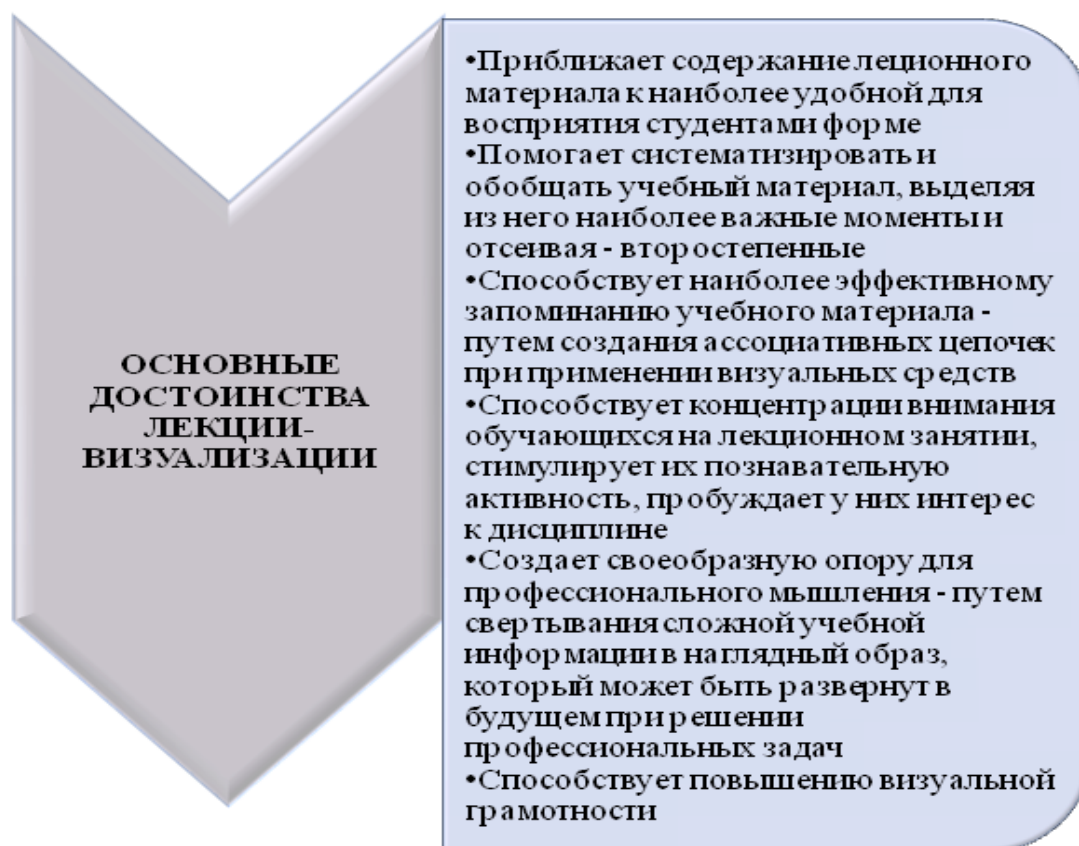 ОСНОВНЫЕ
ДОСТОИНСТВА
ЛЕКЦИИ-
ВИЗУАЛИЗАЦИИ
•Приближает содержание леционного
материала к наиболее удобной для
восприятия студентами форме
•Помогает систематизировать и
обобщать учебный материал, выделяя
из него наиболее важные моменты и
отсеивая - второстепенные
•Способствует наиболее эффективному
запоминанию учебного материала -
путем создания ассоциативных цепочек
при применении визуальных средств
•Способствует концентрации внимания
обучающихся на лекционном занятии,
стимулирует их познавательную
активность, пробуждает у них интерес
к дисциплине
•Создает своеобразную опору для
профессионального мышления - путем
свертывания сложной учебной
информации в наглядный образ,
который может быть развернут в
будущем при решении
профессиональных задач
•Способствует повышению визуальной
грамотности